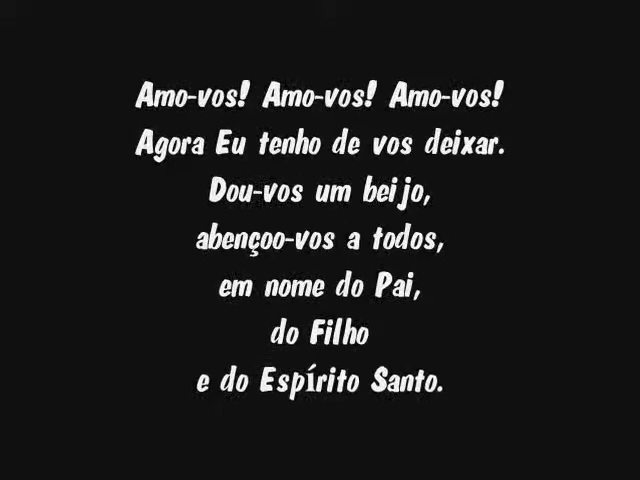 Amo-vos! Amo-vos! Amo-vos!
Agora Eu tenho de vos deixar.
Dou-vos um beijo,
abençoo-vos a todos,
em nome do Pai,
do Filho
e do Espírito Santo.